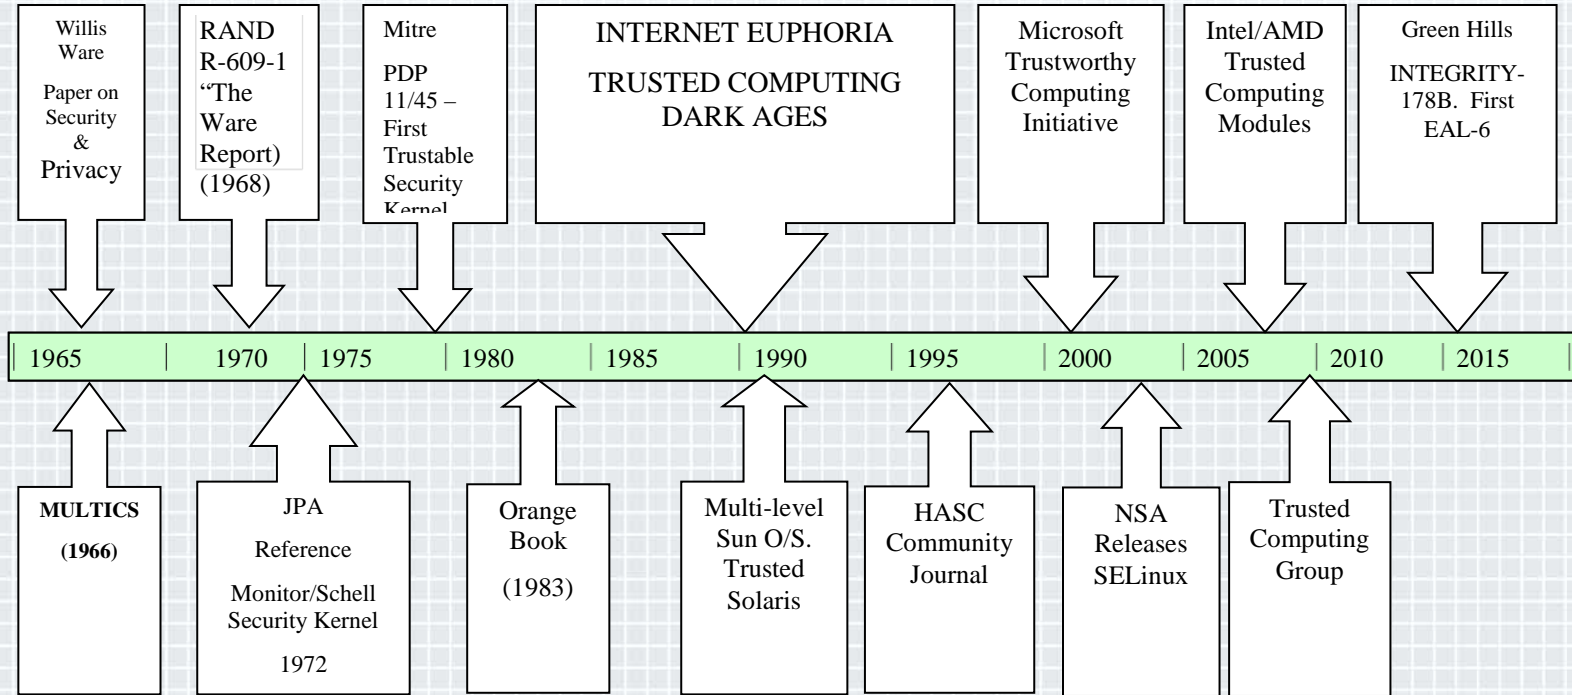 Willis
Ware
Paper on
Security
&
Privacy
RAND
R-609-1
“The
Ware
Report)
(1968)
Mitre
PDP
11/45 –
First
Trustable
Security
Kernel
INTERNET EUPHORIA
TRUSTED COMPUTING
DARK AGES
Microsoft
Trustworthy
Computing
Initiative
Intel/AMD
Trusted
Computing
Modules
Green Hills
INTEGRITY-
178B. First
EAL-6
1965 1970 1975 1980 1985 1990 1995 2000 2005 2010 2015
MULTICS
(1966)
JPA
Reference
Monitor/Schell
Security Kernel
1972
Orange
Book
(1983)
Multi-level
Sun O/S.
Trusted
Solaris
HASC
Community
Journal
NSA
Releases
SELinux
Trusted
Computing
Group